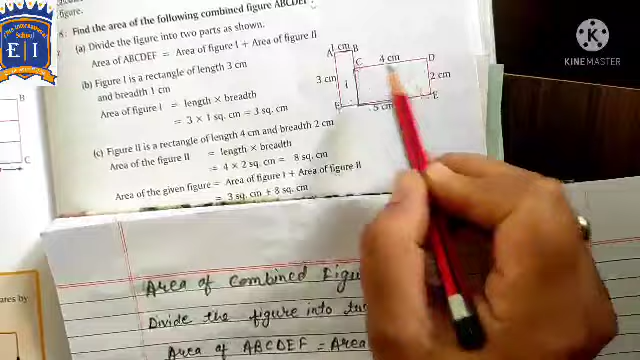 figure.
Find the area of the following combined figure ABCDEF
(a) Divide the figure into two parts as shown.
Area of ABCDEF = Area of figure I + Area of figure II
(b) Figure I is a rectangle of length 3 cm
and breadth 1 cm
Area of figure I = length × breadth
= 3 × 1 sq. cm = 3 sq. cm
(c) Figure II is a rectangle of length 4 cm and breadth 2 cm
Area of the figure II = length × breadth
= 4 × 2 sq. cm = 8 sq. cm
Area of the given figure = Area of figure I + Area of figure II
= 3 sq. cm + 8 sq. cm
A 1 cm B
C 4 cm D
3 cm I 2 cm
F 5 cm E
B
C
ares by
Area of Combined Figu
Divide the figure into
Area of ABCDEF = Area
International
School
E I
KINEMASTER